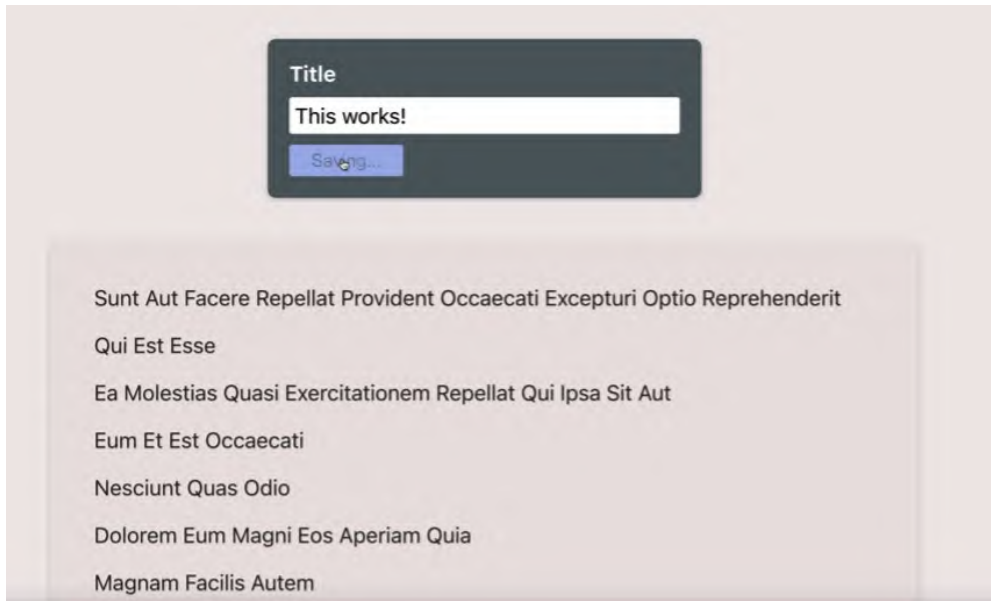 Title
This works!
Saving...
Sunt Aut Facere Repellat Provident Occaecati Excepturi Optio Reprehenderit
Qui Est Esse
Ea Molestias Quasi Exercitationem Repellat Qui Ipsa Sit Aut
Eum Et Est Occaecati
Nesciunt Quas Odio
Dolorem Eum Magni Eos Aperiam Quia
Magnam Facilis Autem